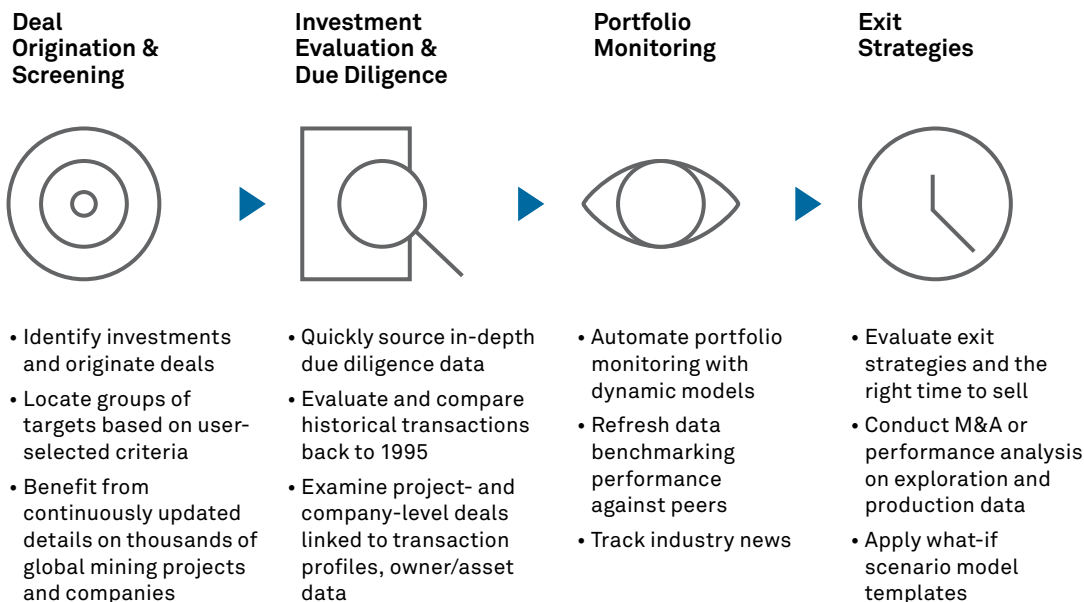 Deal
Origination &
Screening
Investment
Evaluation &
Due Diligence
Portfolio
Monitoring
Exit
Strategies
• Identify investments
and originate deals
• Locate groups of
targets based on user-
selected criteria
• Benefit from
continuously updated
details on thousands of
global mining projects
and companies
• Quickly source in-depth
due diligence data
• Evaluate and compare
historical transactions
back to 1995
• Examine project- and
company-level deals
linked to transaction
profiles, owner/asset
data
• Automate portfolio
monitoring with
dynamic models
• Refresh data
benchmarking
performance
against peers
• Track industry news
• Evaluate exit
strategies and the
right time to sell
• Conduct M&A or
performance analysis
on exploration and
production data
• Apply what-if
scenario model
templates